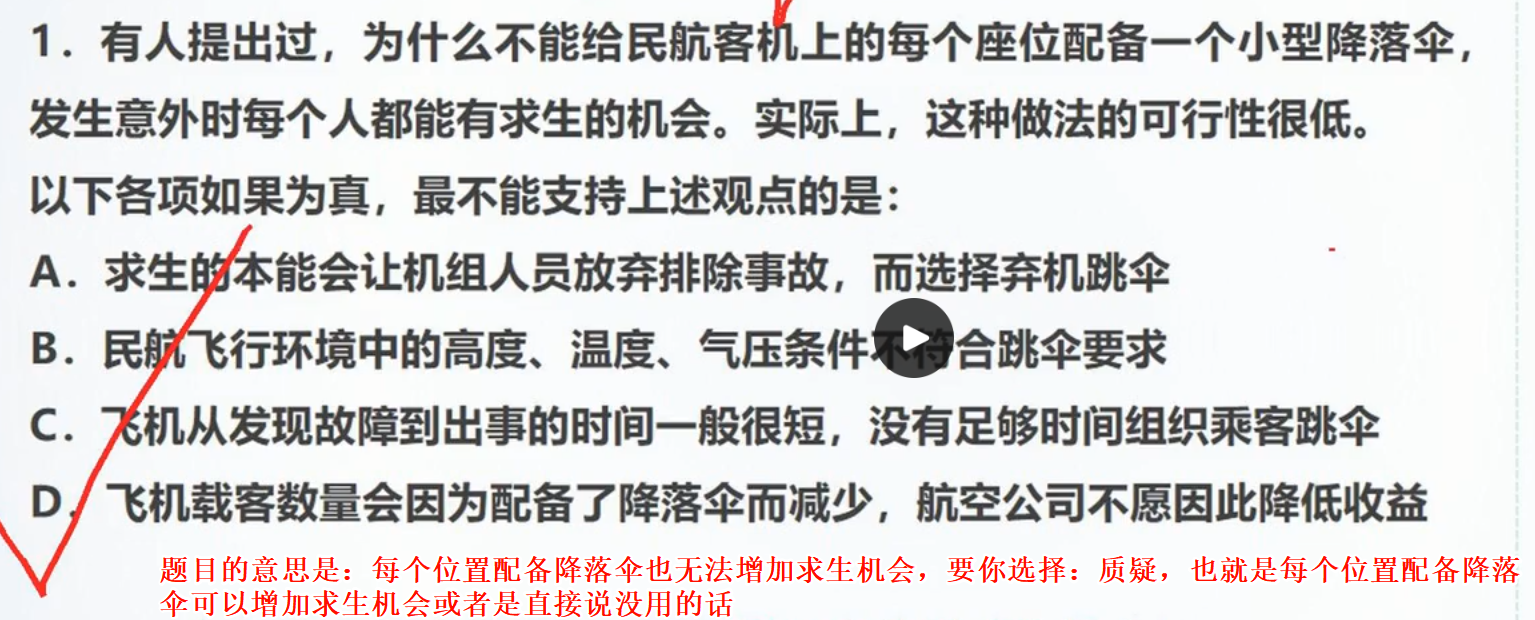 1. 有人提出过，为什么不能给民航客机上的每个座位配备一个小型降落伞，
发生意外时每个人都能有求生的机会。实际上，这种做法的可行性很低。
以下各项如果为真，最不能支持上述观点的是：
A. 求生的本能会让机组人员放弃排除事故，而选择弃机跳伞
B. 民航飞行环境中的高度、温度、气压条件不符合跳伞要求
C. 飞机从发现故障到出事的时间一般很短，没有足够时间组织乘客跳伞
D. 飞机载客数量会因为配备了降落伞而减少，航空公司不愿因此降低收益
题目的意思是：每个位置配备降落伞也无法增加求生机会，要你选择：质疑，也就是每个位置配备降落
伞可以增加求生机会或者是直接说没用的话